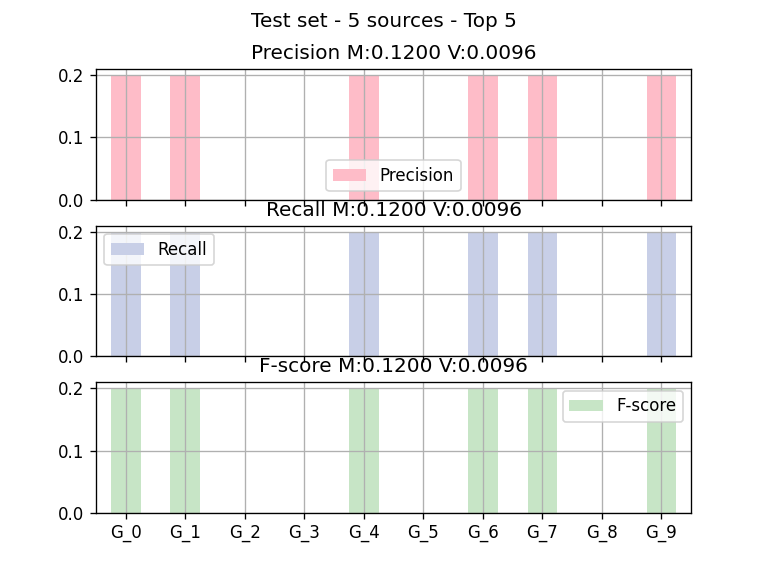 Test set - 5 sources - Top 5
Precision M:0.1200 V:0.0096
0.2
0.1
0.0
Precision
Recall M:0.1200 V:0.0096
0.2
0.1
0.0
Recall
F-score M:0.1200 V:0.0096
0.2
0.1
0.0
F-score
G_0 G_1 G_2 G_3 G_4 G_5 G_6 G_7 G_8 G_9